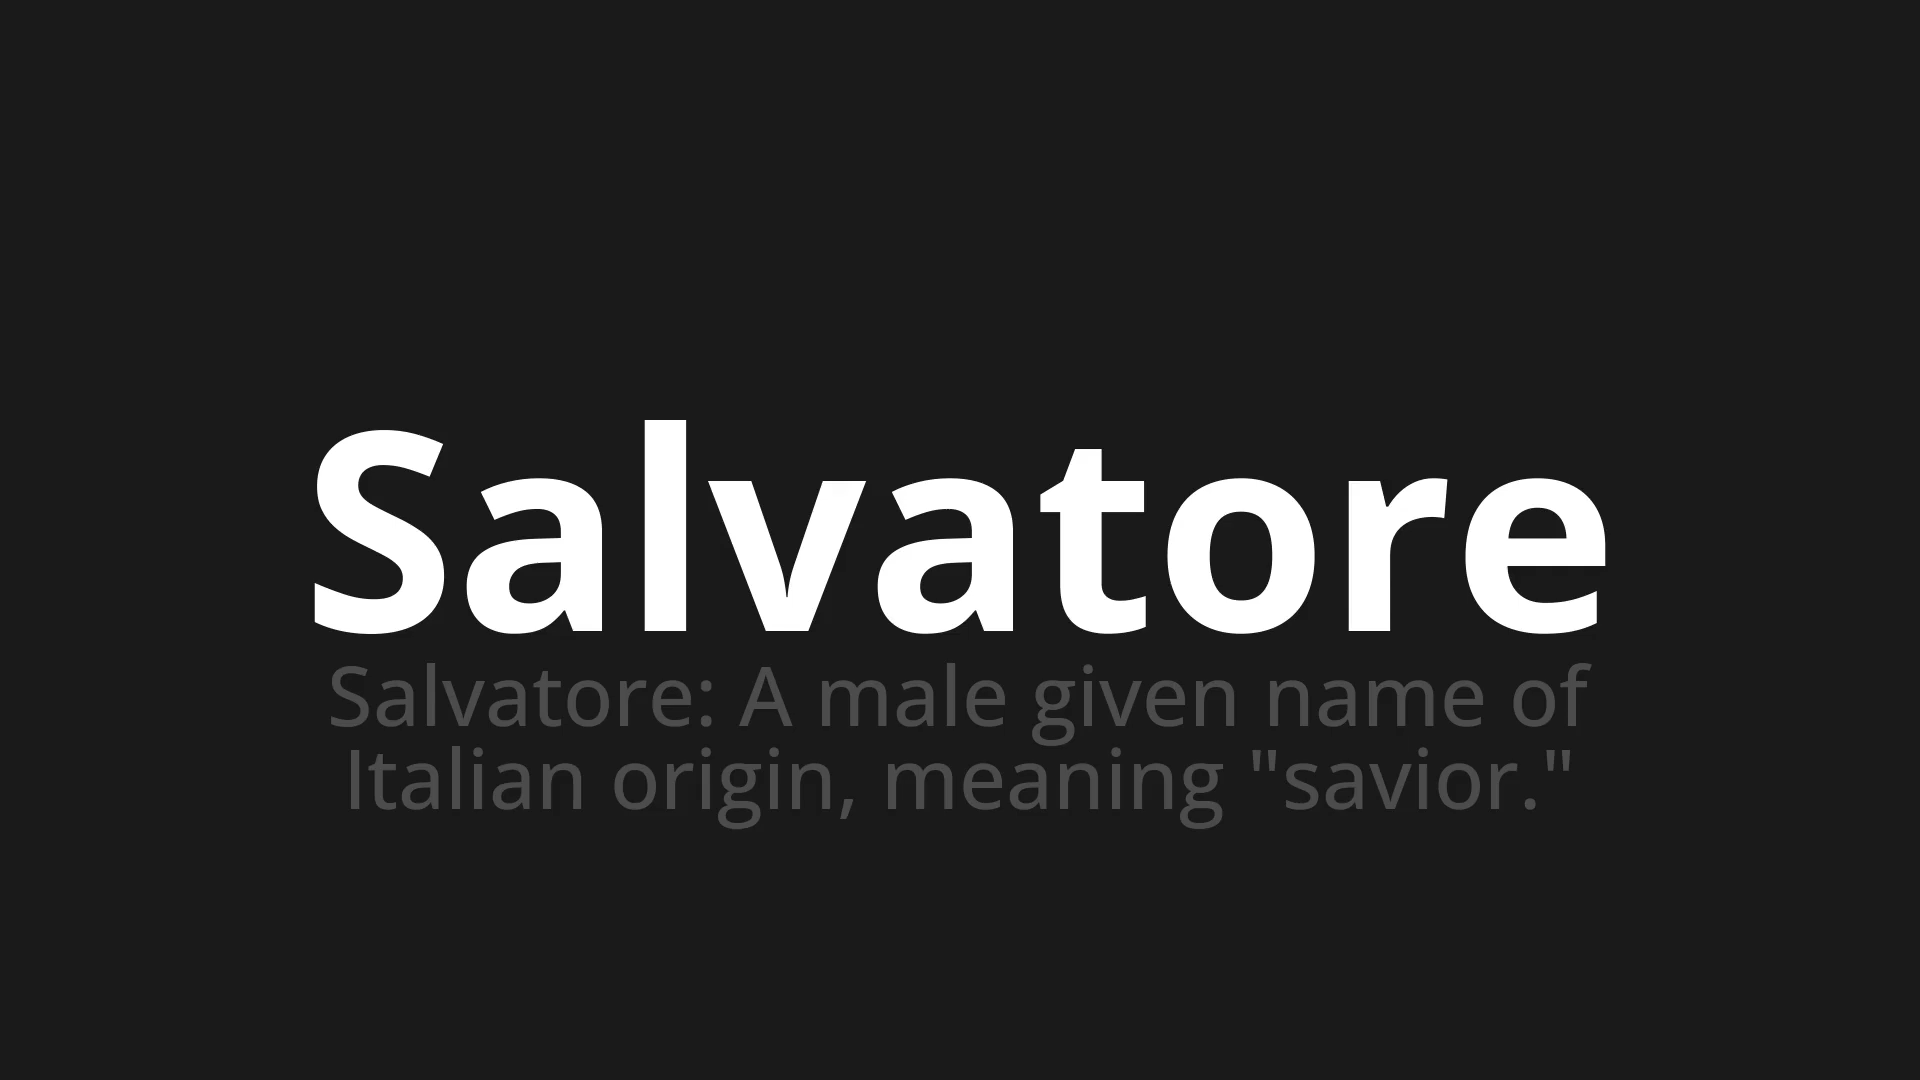 Salvatore
Salvatore: A male given name of
Italian origin, meaning "savior."